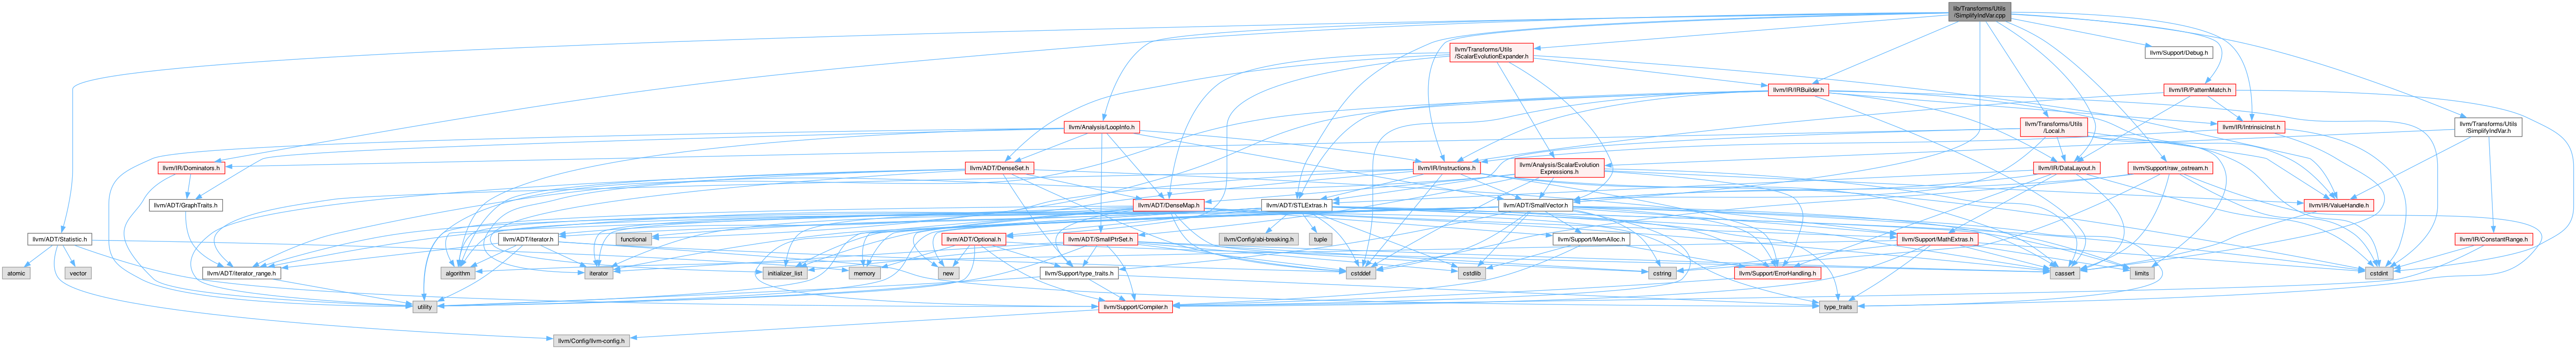 lib/Transforms/Utils
/SimplifyIndVar.cpp
llvm/Transforms/Utils
/ScalarEvolutionExpander.h
llvm/Support/Debug.h
llvm/IR/IRBuilder.h
llvm/IR/PatternMatch.h
llvm/Analysis/LoopInfo.h
llvm/Transforms/Utils
/Local.h
llvm/IR/IntrinsicInst.h
llvm/Transforms/Utils
/SimplifyIndVar.h
llvm/IR/Dominators.h
llvm/ADT/DenseSet.h
llvm/IR/Instructions.h
llvm/Analysis/ScalarEvolution
Expressions.h
llvm/IR/DataLayout.h
llvm/Support/raw_ostream.h
llvm/ADT/GraphTraits.h
llvm/ADT/DenseMap.h
llvm/ADT/STLExtras.h
llvm/ADT/SmallVector.h
llvm/IR/ValueHandle.h
llvm/ADT/Statistic.h
llvm/ADT/iterator.h
functional
llvm/ADT/Optional.h
llvm/ADT/SmallPtrSet.h
llvm/Config/abi-breaking.h
tuple
llvm/Support/MemAlloc.h
llvm/Support/MathExtras.h
llvm/IR/ConstantRange.h
atomic
vector
llvm/ADT/iterator_range.h
algorithm
iterator
initializer_list
memory
new
llvm/Support/type_traits.h
cstddef
cstdlib
cstring
llvm/Support/ErrorHandling.h
cassert
limits
cstdint
utility
llvm/Support/Compiler.h
type_traits
llvm/Config/llvm-config.h